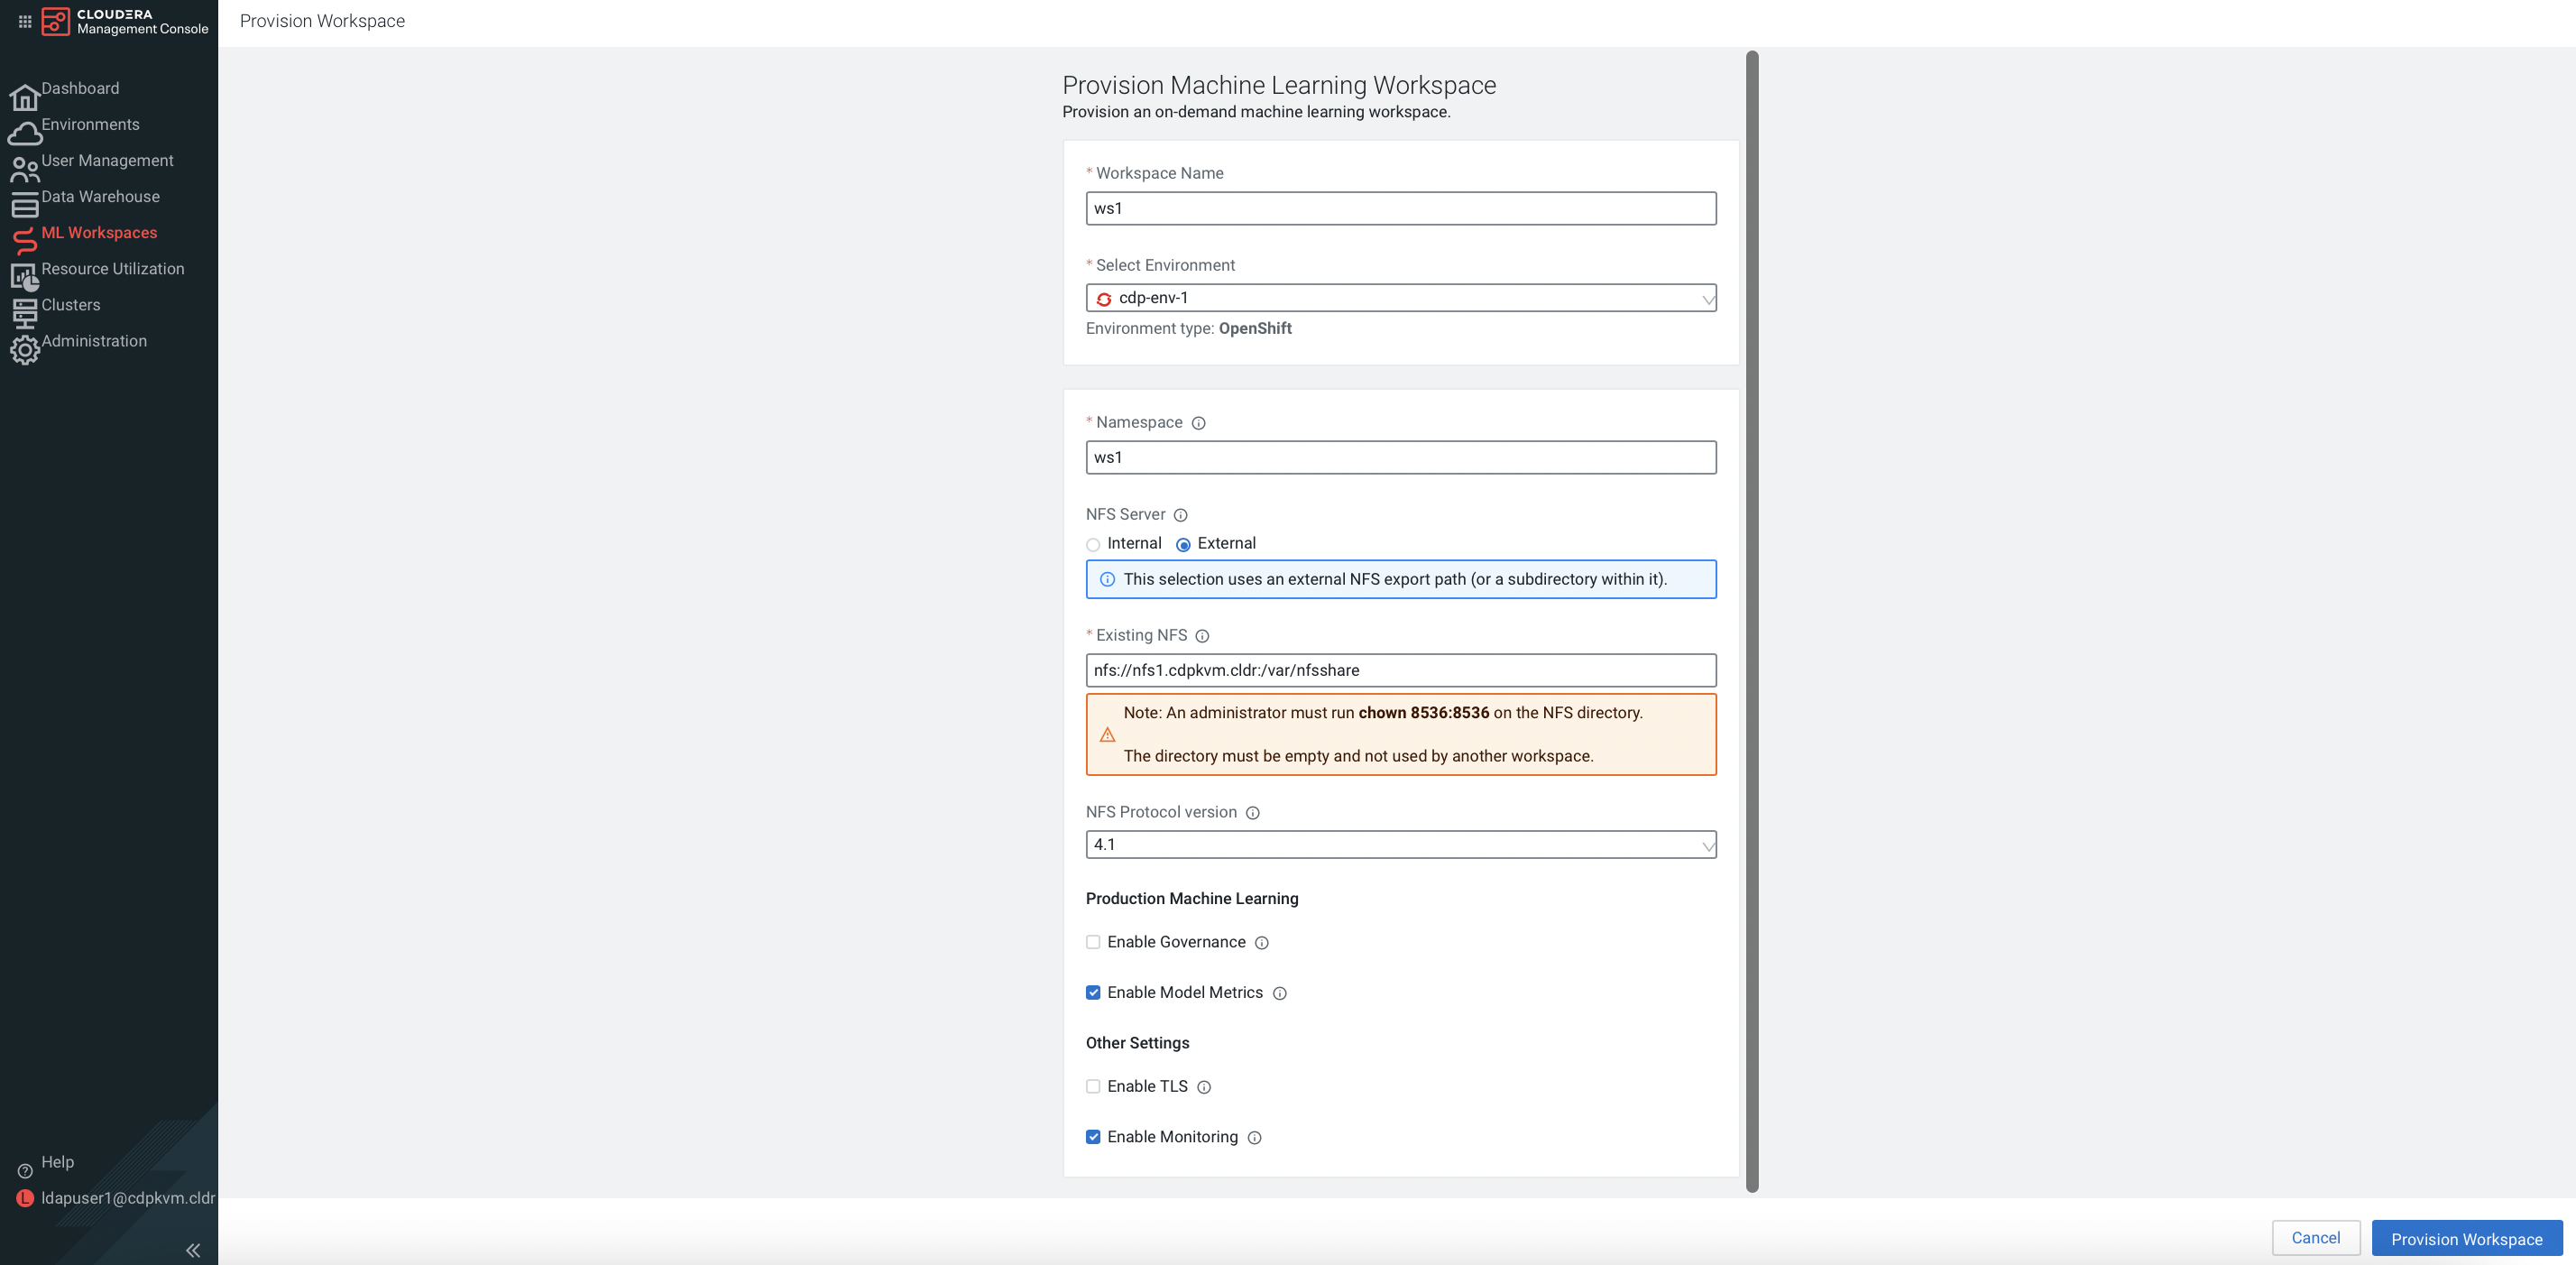 CLOUDERA
Management Console
Provision Workspace
Dashboard
Environments
User Management
Data Warehouse
ML Workspaces
Resource Utilization
Clusters
Administration
Help
L ldapuser1@cdpkvm.cldr
Provision Machine Learning Workspace
Provision an on-demand machine learning workspace.
* Workspace Name
ws1
* Select Environment
cdp-env-1
Environment type: OpenShift
* Namespace
ws1
NFS Server
Internal External
This selection uses an external NFS export path (or a subdirectory within it).
* Existing NFS
nfs://nfs1.cdpkvm.cldr:/var/nfsshare
Note: An administrator must run chown 8536:8536 on the NFS directory.
The directory must be empty and not used by another workspace.
NFS Protocol version
4.1
Production Machine Learning
Enable Governance
Enable Model Metrics
Other Settings
Enable TLS
Enable Monitoring
Cancel
Provision Workspace